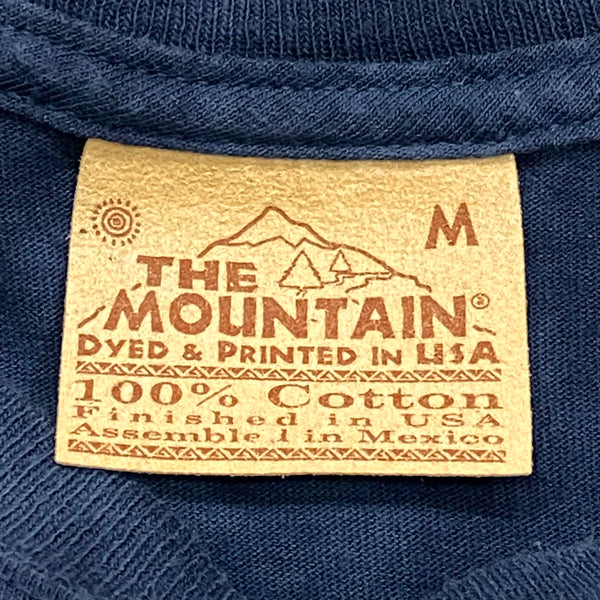 M
THE
MOUNTAIN®
DYED & PRINTED IN USA
100% Cotton
Finished in USA
Assembled in Mexico